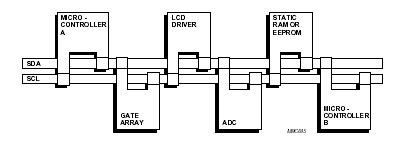 MICRO -
CONTROLLER
A
LCD
DRIVER
STATIC
RAM OR
EEPROM
SDA
SCL
GATE
ARRAY
ADC
MICRO -
CONTROLLER
B